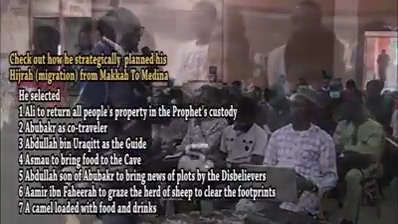 Check out how he strategically planned his
Hijrah (migration) from Makkah To Medina
He selected
1 Ali to return all people's property in the Prophet's custody
2 Abubakr as co-traveler
3 Abdullah bin Uraqitt as the Guide
4 Asmau to bring food to the Cave
5 Abdullah son of Abubakr to bring news of plots by the Disbelievers
6 Aamir ibn Faheerah to graze the herd of sheep to clear the footprints
7 A camel loaded with food and drinks